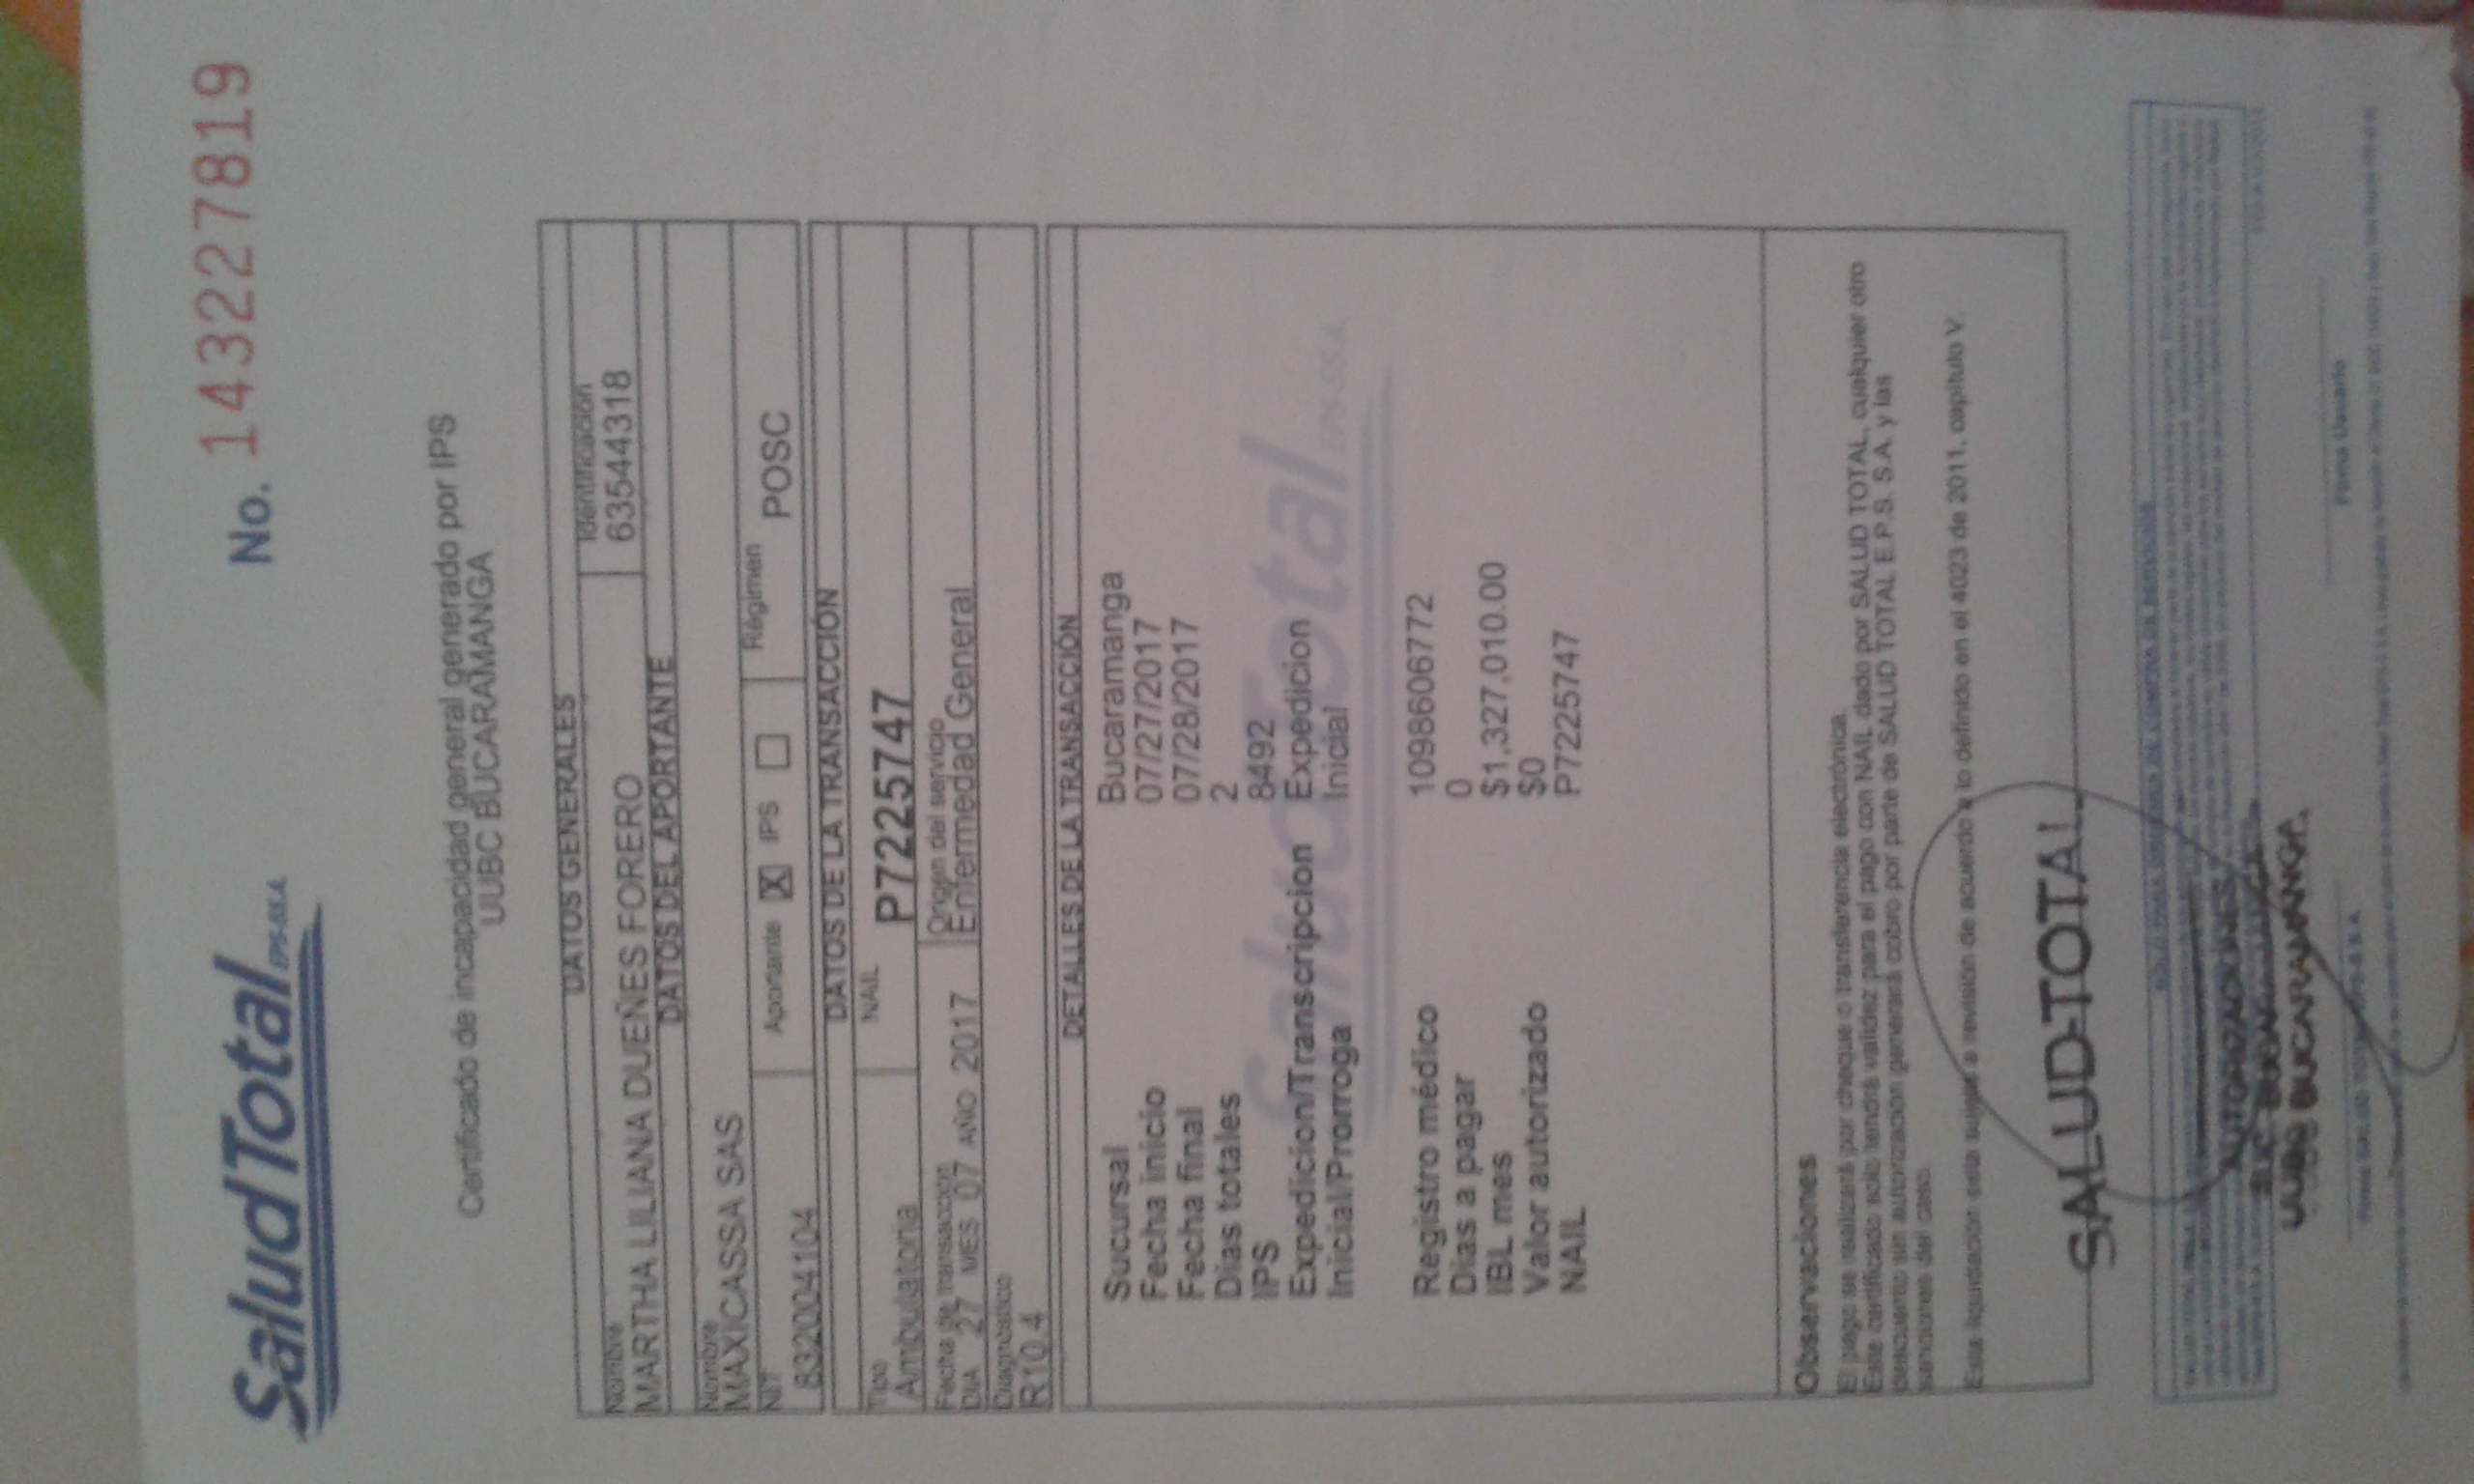 SaludTotal EPS-S S.A.
No. 143227819
Certificado de incapacidad general generado por IPS
UUBC BUCARAMANGA
DATOS GENERALES
Nombre
Identificación
MARTHA LILIANA DUEÑES FORERO
63544318
DATOS DEL APORTANTE
Nombre
MAXICASSA SAS
NIT
Aportante X IPS
Régimen
POSC
832004104
DATOS DE LA TRANSACCIÓN
Tipo
NAIL
Ambulatoria
P7225747
Fecha de transacción
Origen del servicio
DIA 27 MES 07 AÑO 2017
Enfermedad General
Diagnóstico
R10.4
DETALLES DE LA TRANSACCIÓN
Sucursal Bucaramanga
Fecha inicio 07/27/2017
Fecha final 07/28/2017
Dias totales 2
IPS 8492
Expedicion/Transcripcion Expedicion
Inicial/Prorroga Inicial
SaludTotal EPS-S S.A.
Registro médico 1098606772
Dias a pagar 0
IBL mes $1,327,010.00
Valor autorizado $0
NAIL P7225747
Observaciones
El pago se realizará por cheque o transferencia electrónica.
Este certificado solo tendrá validez para el pago con NAIL dado por SALUD TOTAL, cualquier otro
descuento sin autorización generará cobro por parte de SALUD TOTAL E.P.S. S.A. y las
sanciones del caso.
Esta liquidación esta sujeta a revisión de acuerdo a lo definido en el 4023 de 2011, capitulo V.
SALUD-TOTAL
SOLO PARA ORDENES DE COMPRA DE SERVICIOS
AUTORIZACIONES
SUC. BUCARAMANGA
UUBC BUCARAMANGA
Firma SALUD TOTAL EPS-S S.A.
Firma Usuario